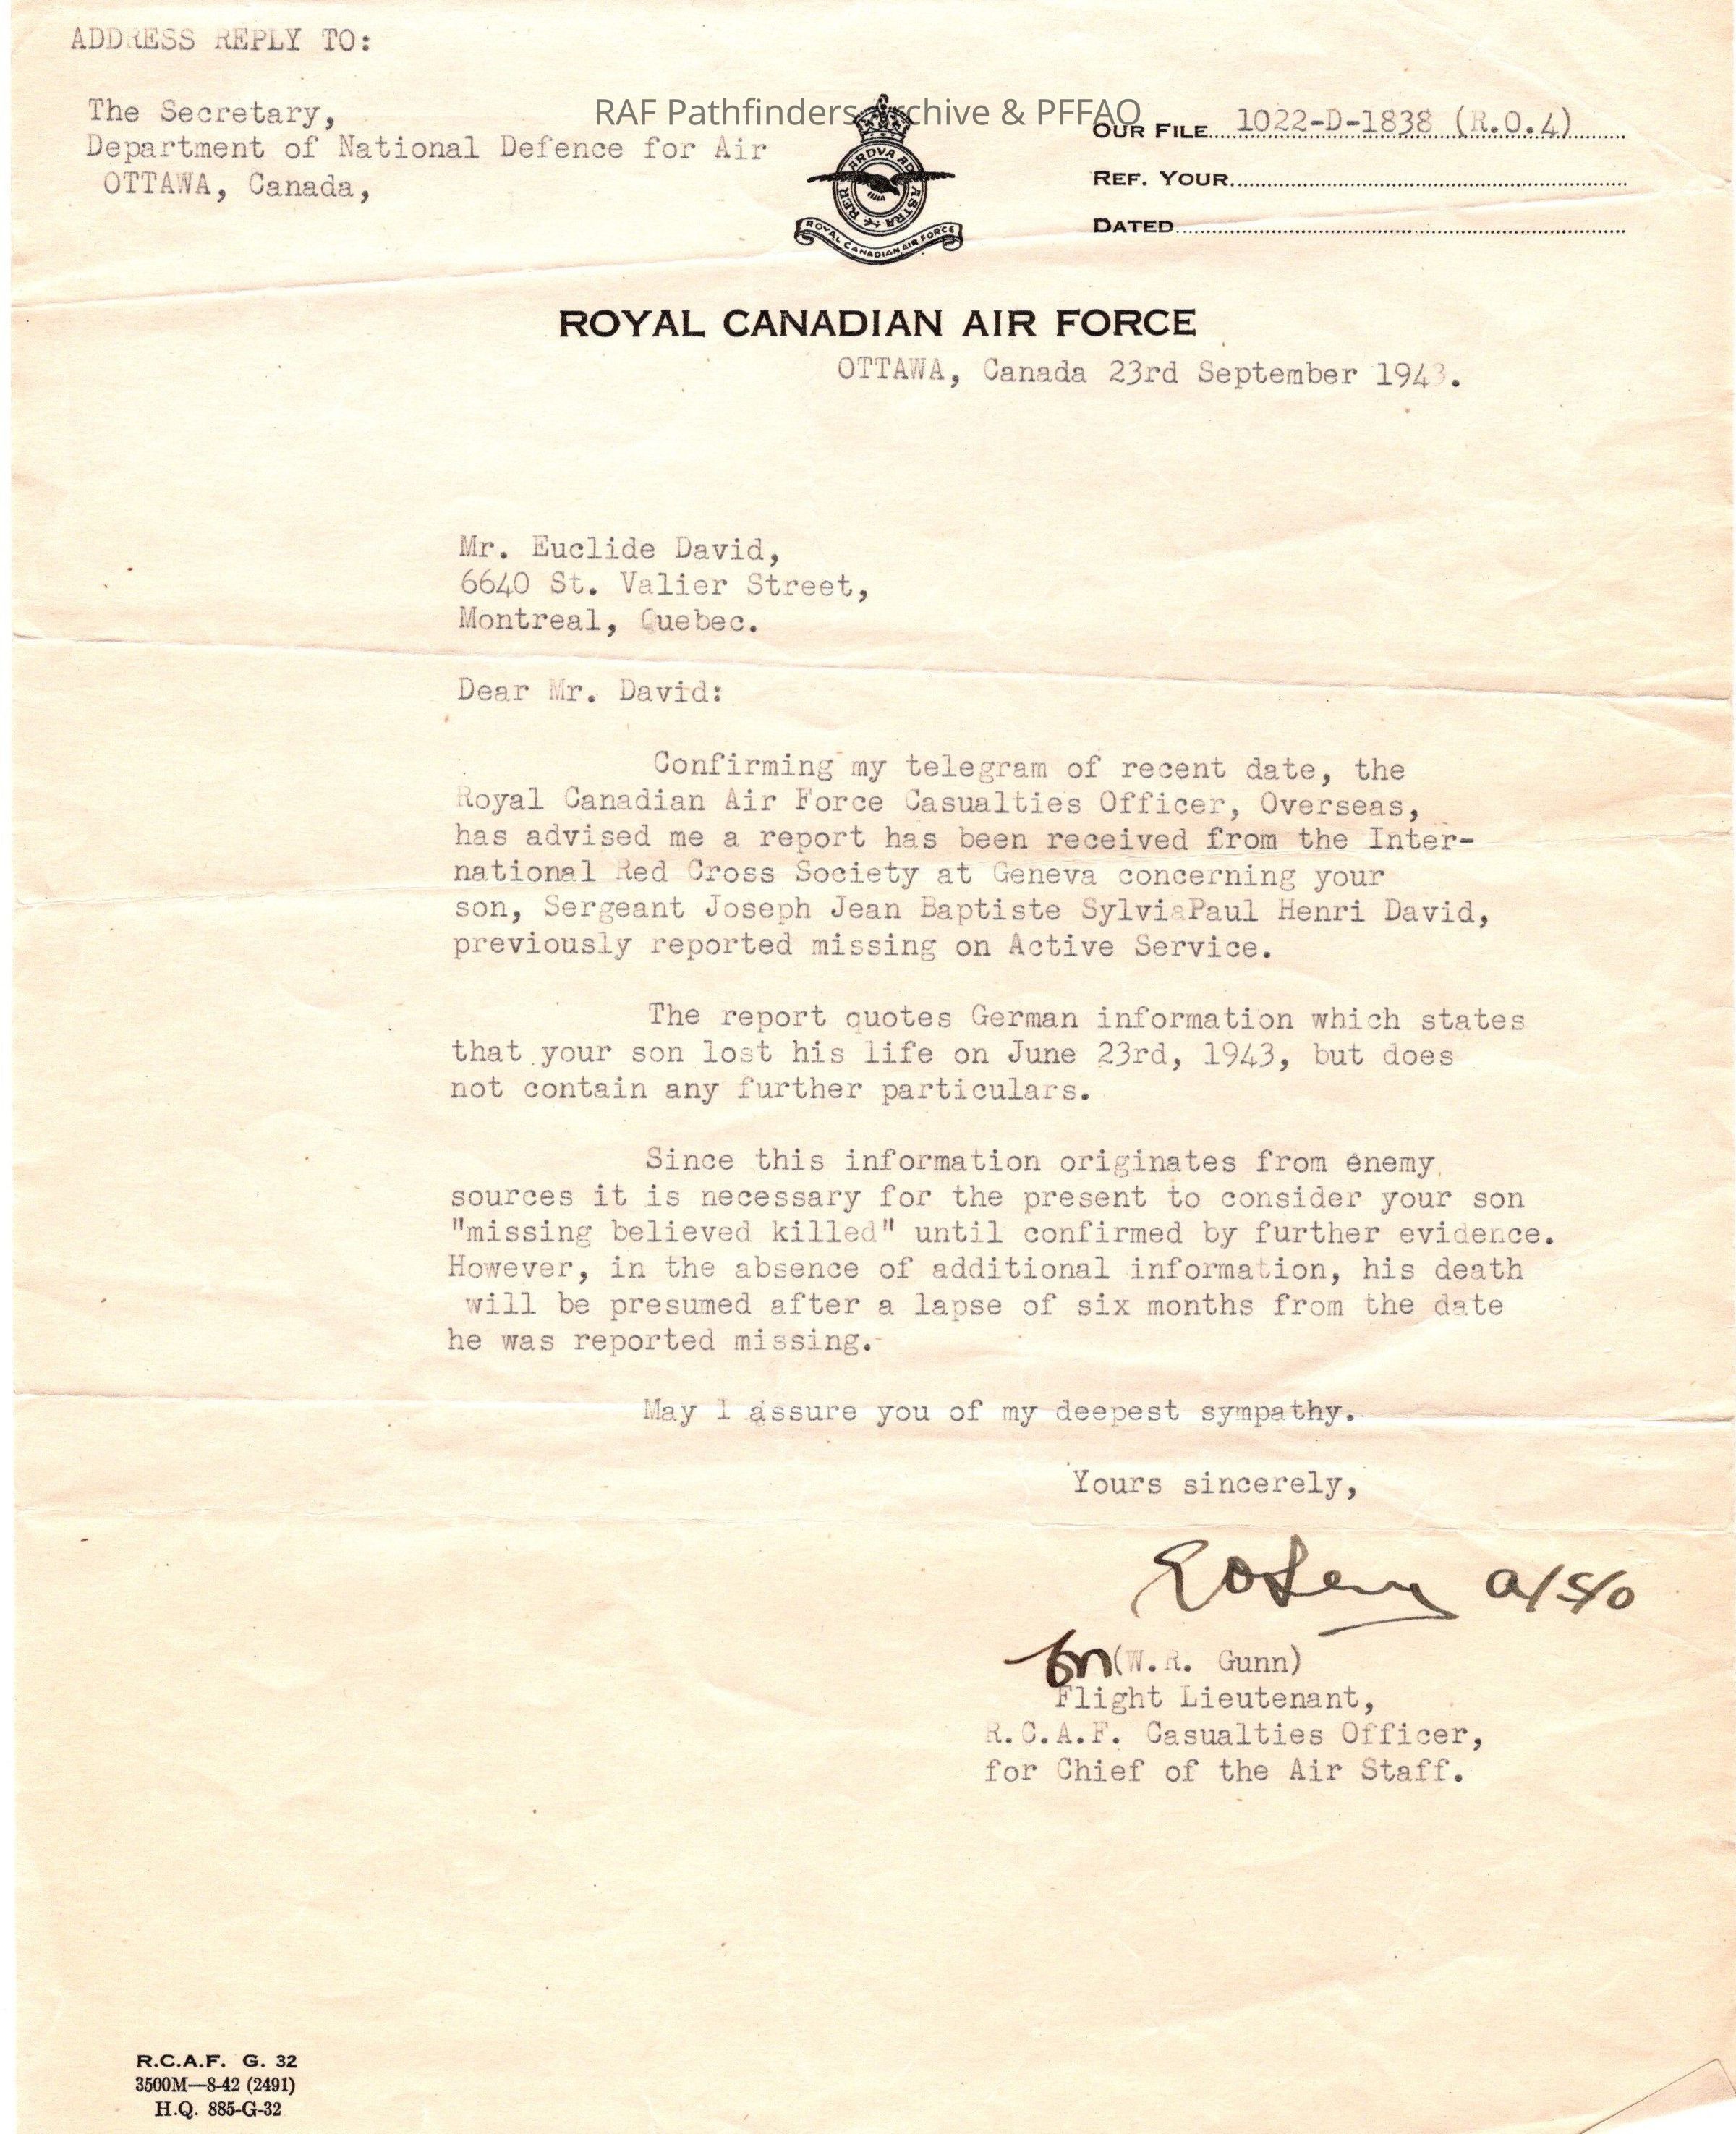 ADDRESS REPLY TO:
The Secretary,
Department of National Defence for Air
OTTAWA, Canada,
RAF Pathfinders Archive & PFFAO
OUR FILE 1022-D-1838 (R.O.4)
REF. YOUR
DATED
PER ARDVA AD ASTRA
ROYAL CANADIAN AIR FORCE
ROYAL CANADIAN AIR FORCE
OTTAWA, Canada 23rd September 1943.
Mr. Euclide David,
6640 St. Valier Street,
Montreal, Quebec.
Dear Mr. David:
Confirming my telegram of recent date, the
Royal Canadian Air Force Casualties Officer, Overseas,
has advised me a report has been received from the Inter-
national Red Cross Society at Geneva concerning your
son, Sergeant Joseph Jean Baptiste SylviaPaul Henri David,
previously reported missing on Active Service.
The report quotes German information which states
that your son lost his life on June 23rd, 1943, but does
not contain any further particulars.
Since this information originates from enemy
sources it is necessary for the present to consider your son
"missing believed killed" until confirmed by further evidence.
However, in the absence of additional information, his death
will be presumed after a lapse of six months from the date
he was reported missing.
May I assure you of my deepest sympathy.
Yours sincerely,
a/s/o
for (W.R. Gunn)
Flight Lieutenant,
R.C.A.F. Casualties Officer,
for Chief of the Air Staff.
R.C.A.F. G. 32
3500M—8-42 (2491)
H.Q. 885-G-32